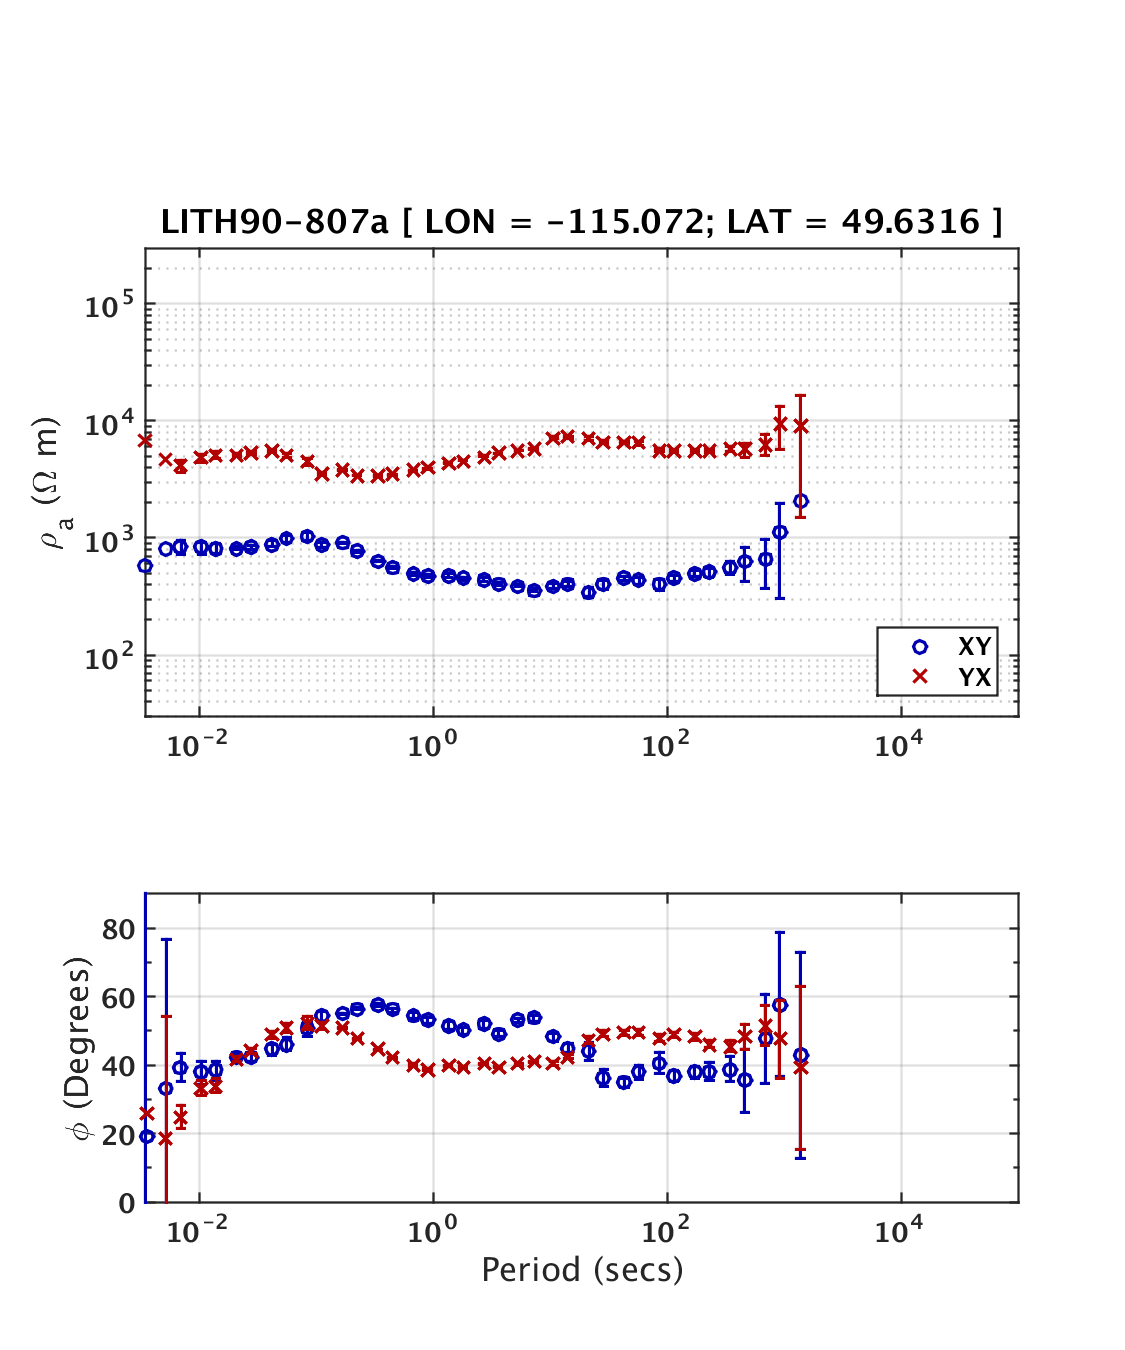 LITH90-807a [ LON = -115.072; LAT = 49.6316 ]
10^5
10^4
10^3
10^2
ρ_a (Ω m)
XY
YX
10^-2 10^0 10^2 10^4
80
60
40
20
0
ϕ (Degrees)
10^-2 10^0 10^2 10^4
Period (secs)